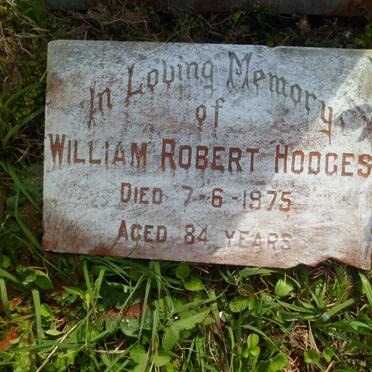 In Loving Memory
of
WILLIAM ROBERT HODGES
DIED 7-6-1975
AGED 84 YEARS